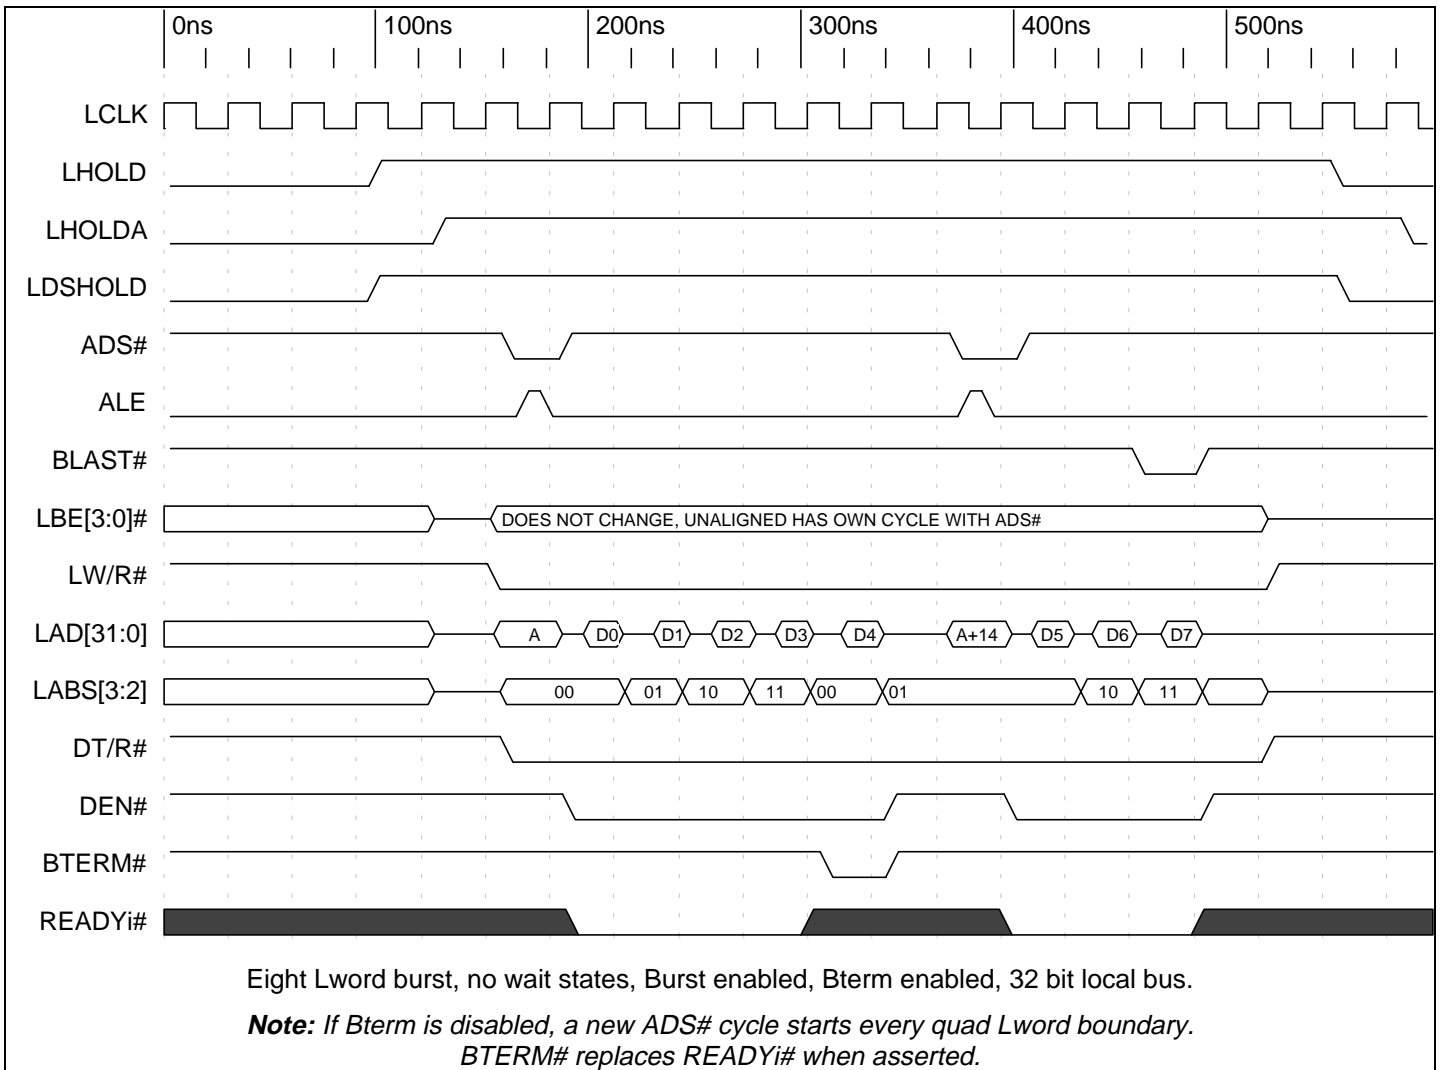 0ns 100ns 200ns 300ns 400ns 500ns
LCLK
LHOLD
LHOLDA
LDSHOLD
ADS#
ALE
BLAST#
LBE[3:0]# DOES NOT CHANGE, UNALIGNED HAS OWN CYCLE WITH ADS#
LW/R#
LAD[31:0] A D0 D1 D2 D3 D4 A+14 D5 D6 D7
LABS[3:2] 00 01 10 11 00 01 10 11
DT/R#
DEN#
BTERM#
READYi#
Eight Lword burst, no wait states, Burst enabled, Bterm enabled, 32 bit local bus.
Note: If Bterm is disabled, a new ADS# cycle starts every quad Lword boundary.
BTERM# replaces READYi# when asserted.